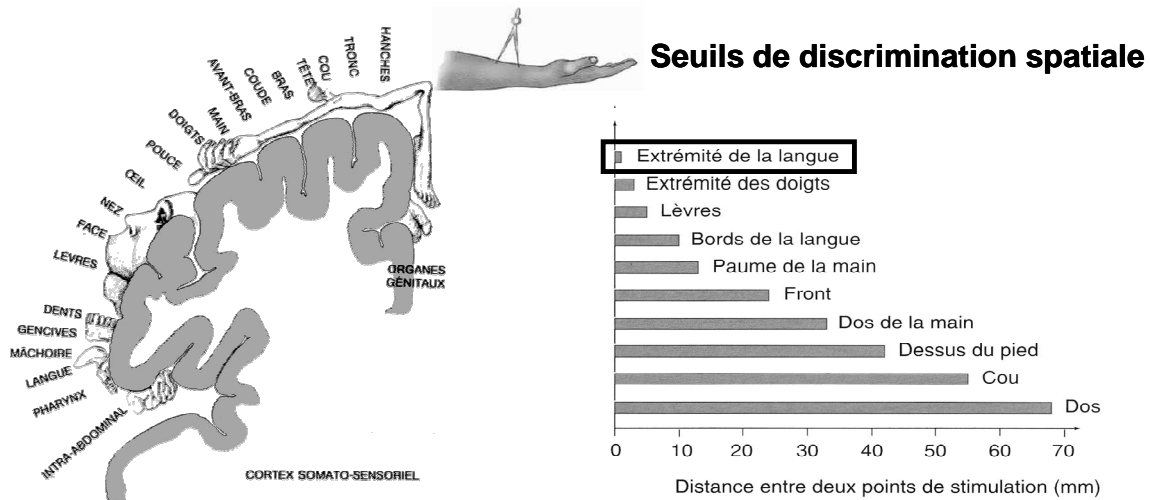 Seuils de discrimination spatiale
HANCHES
TRONC
COU
TÊTE
BRAS
COUDE
AVANT-BRAS
MAIN
DOIGTS
POUCE
ŒIL
NEZ
FACE
LEVRES
DENTS
GENCIVES
MÂCHOIRE
LANGUE
PHARYNX
INTRA-ABDOMINAL
ORGANES
GÉNITAUX
CORTEX SOMATO-SENSORIEL
Extrémité de la langue
Extrémité des doigts
Lèvres
Bords de la langue
Paume de la main
Front
Dos de la main
Dessus du pied
Cou
Dos
0 10 20 30 40 50 60 70
Distance entre deux points de stimulation (mm)